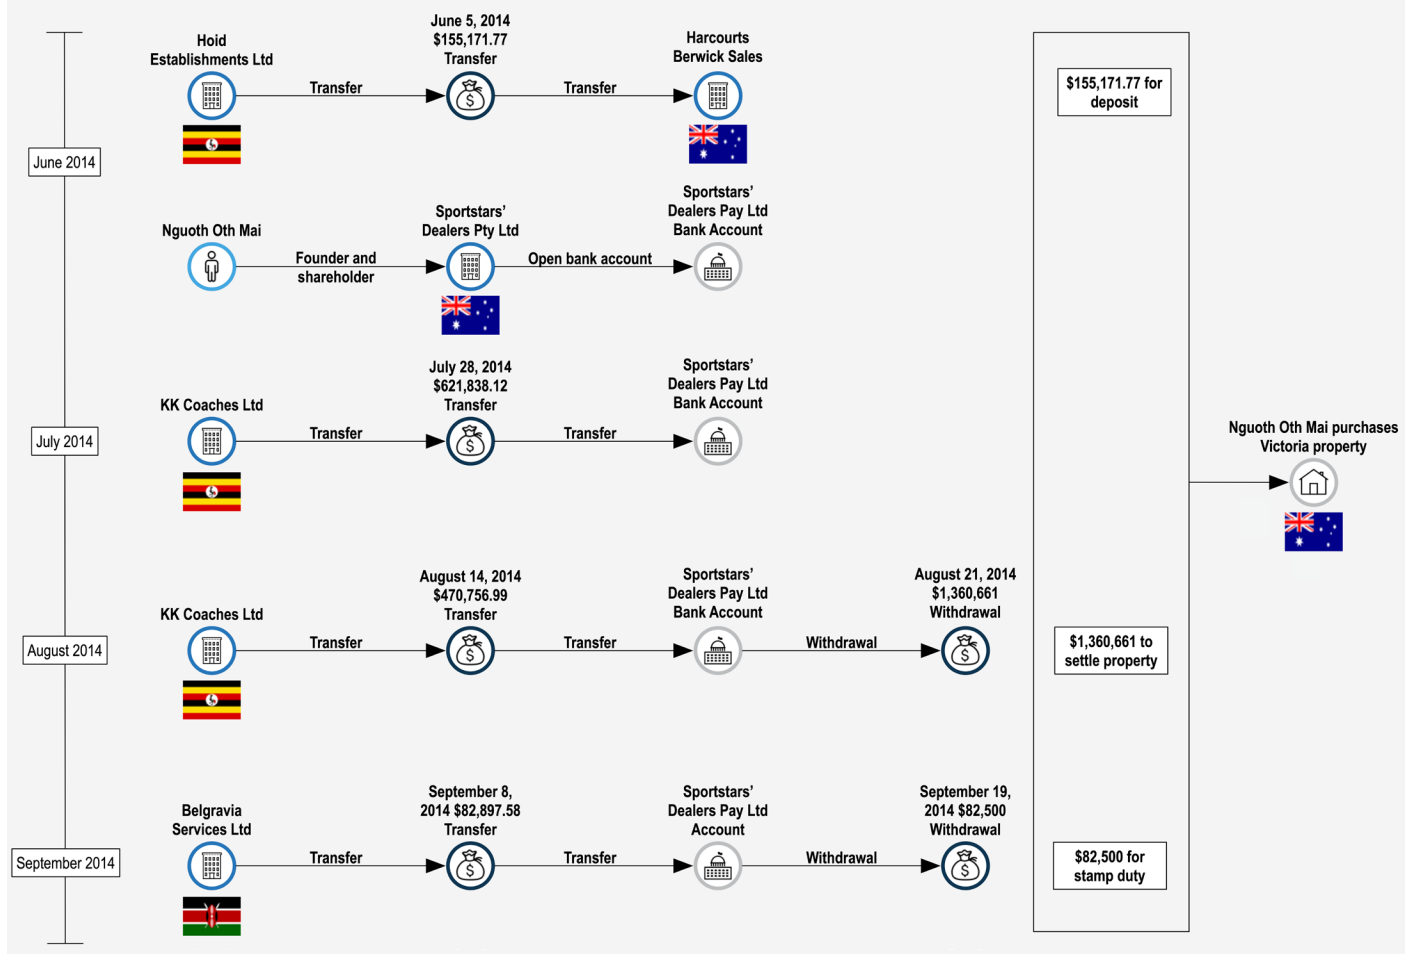 June 5, 2014
$155,171.77
Transfer
Hoid
Establishments Ltd
Harcourts
Berwick Sales
Transfer
Transfer
$155,171.77 for
deposit
June 2014
Nguoth Oth Mai
Sportstars’
Dealers Pty Ltd
Sportstars’
Dealers Pay Ltd
Bank Account
Founder and
shareholder
Open bank account
July 28, 2014
$621,838.12
Transfer
KK Coaches Ltd
Sportstars’
Dealers Pay Ltd
Bank Account
Transfer
Transfer
July 2014
Nguoth Oth Mai purchases
Victoria property
August 14, 2014
$470,756.99
Transfer
KK Coaches Ltd
Sportstars’
Dealers Pay Ltd
Bank Account
August 21, 2014
$1,360,661
Withdrawal
Transfer
Transfer
Withdrawal
August 2014
$1,360,661 to
settle property
September 8,
2014 $82,897.58
Transfer
Belgravia
Services Ltd
Sportstars’
Dealers Pay Ltd
Account
September 19,
2014 $82,500
Withdrawal
Transfer
Transfer
Withdrawal
September 2014
$82,500 for
stamp duty